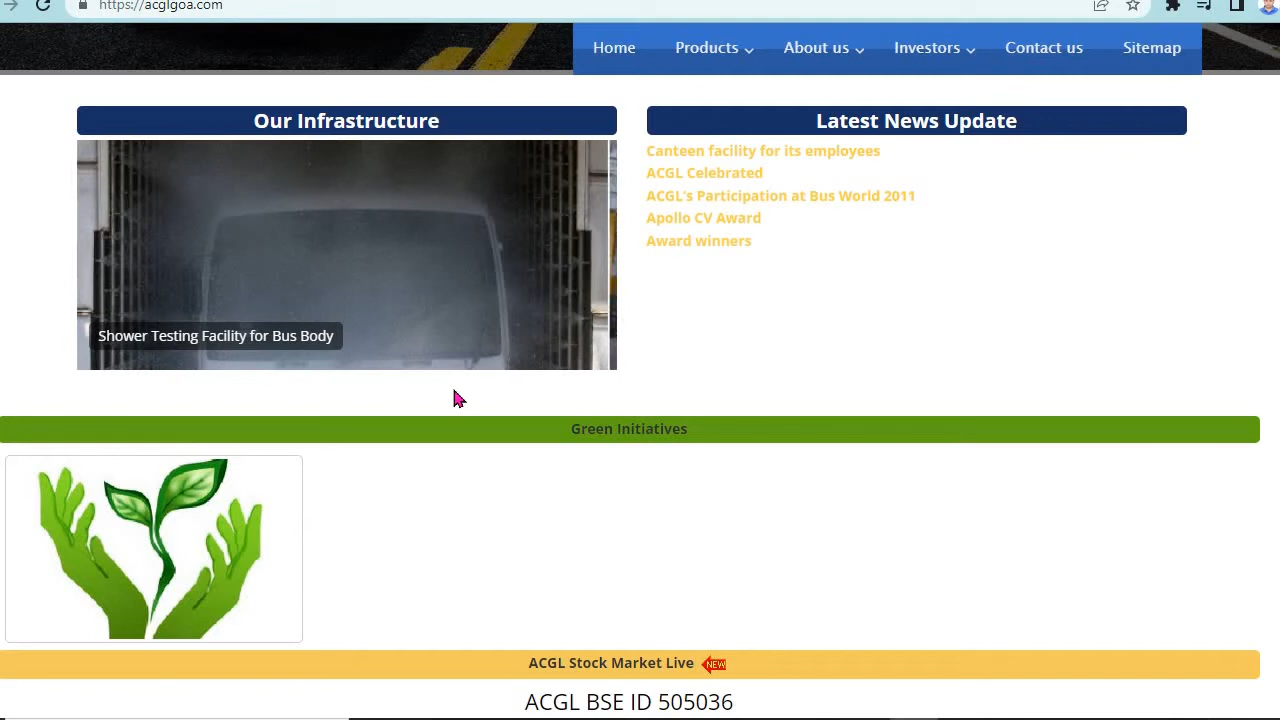 https://acglgoa.com
Home Products About us Investors Contact us Sitemap
Our Infrastructure
Shower Testing Facility for Bus Body
Latest News Update
Canteen facility for its employees
ACGL Celebrated
ACGL's Participation at Bus World 2011
Apollo CV Award
Award winners
Green Initiatives
ACGL Stock Market Live NEW
ACGL BSE ID 505036